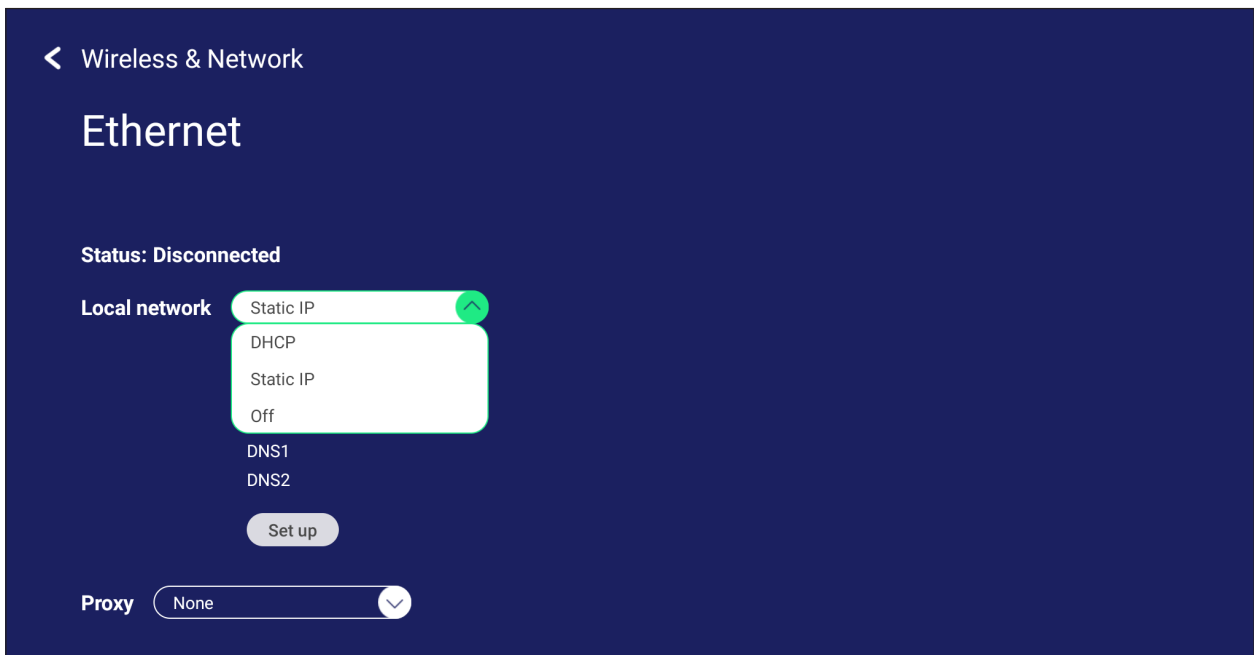 Wireless & Network
Ethernet
Status: Disconnected
Local network Static IP
DHCP
Static IP
Off
DNS1
DNS2
Set up
Proxy None